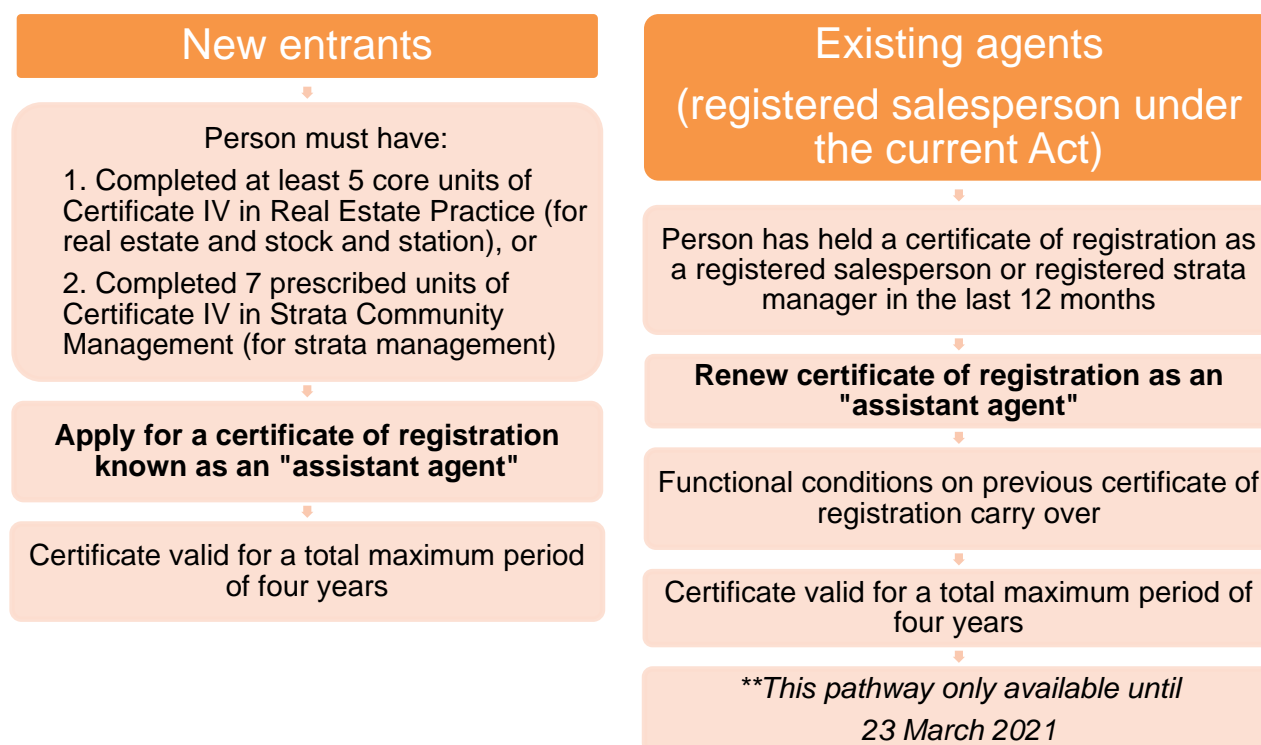 New entrants
Person must have:
1. Completed at least 5 core units of
Certificate IV in Real Estate Practice (for
real estate and stock and station), or
2. Completed 7 prescribed units of
Certificate IV in Strata Community
Management (for strata management)
Apply for a certificate of registration
known as an "assistant agent"
Certificate valid for a total maximum period
of four years
Existing agents
(registered salesperson under
the current Act)
Person has held a certificate of registration as
a registered salesperson or registered strata
manager in the last 12 months
Renew certificate of registration as an
"assistant agent"
Functional conditions on previous certificate of
registration carry over
Certificate valid for a total maximum period of
four years
**This pathway only available until
23 March 2021